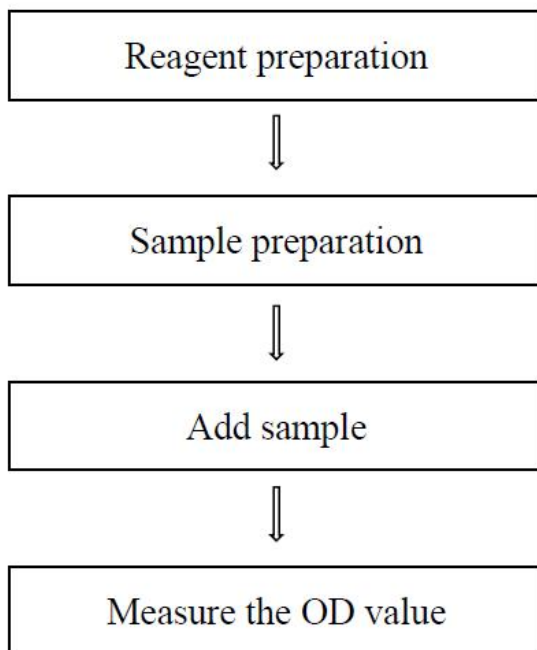 Reagent preparation
Sample preparation
Add sample
Measure the OD value